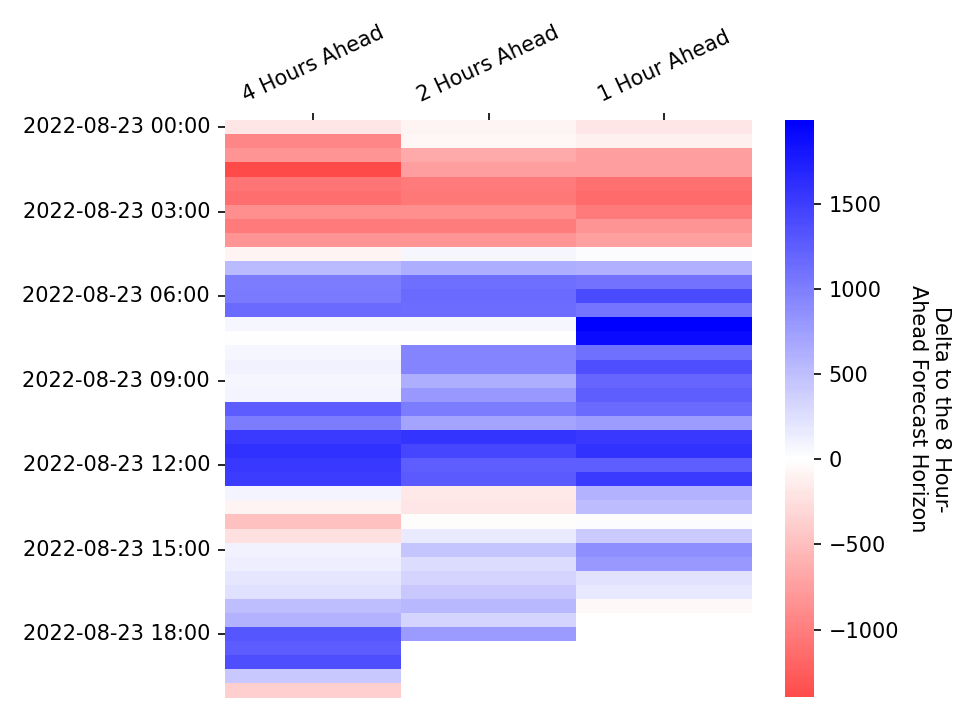 4 Hours Ahead
2 Hours Ahead
1 Hour Ahead
2022-08-23 00:00
2022-08-23 03:00
2022-08-23 06:00
2022-08-23 09:00
2022-08-23 12:00
2022-08-23 15:00
2022-08-23 18:00
1500
1000
500
0
−500
−1000
Delta to the 8 Hour-
Ahead Forecast Horizon